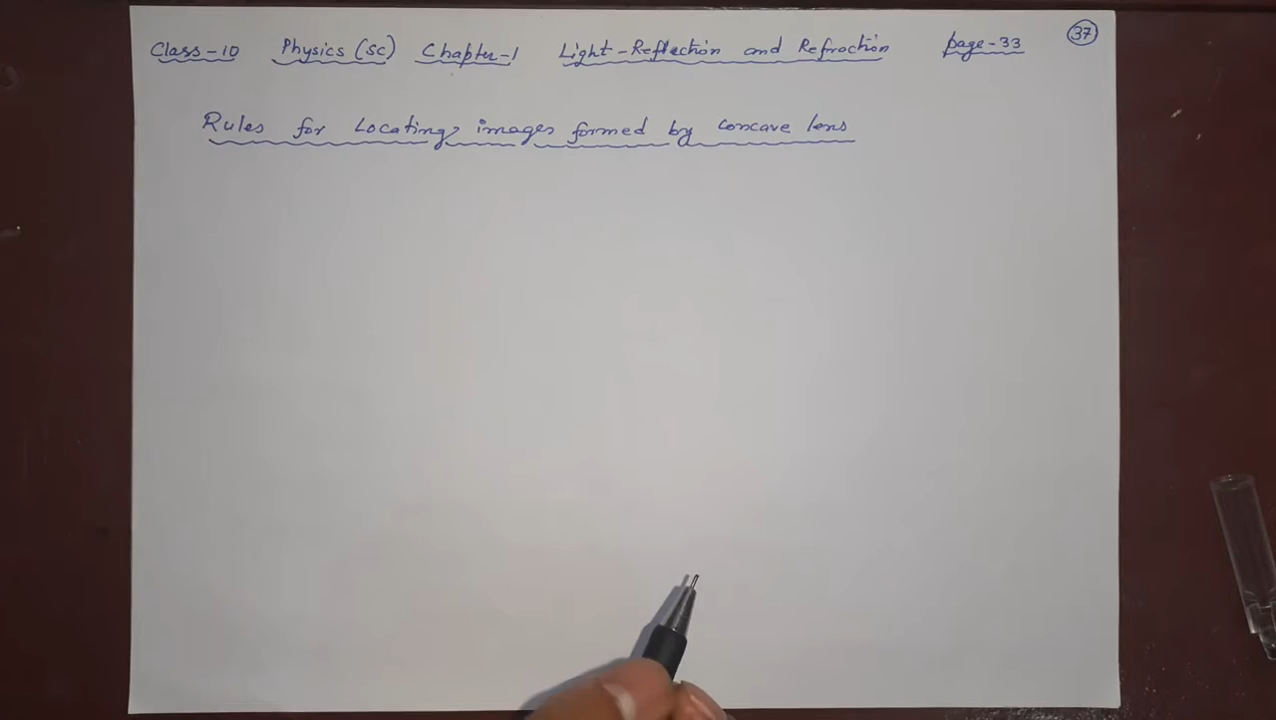 Class-10 Physics (SC) Chapter-1 Light-Reflection and Refraction page-33 37
Rules for Locating images formed by concave lens